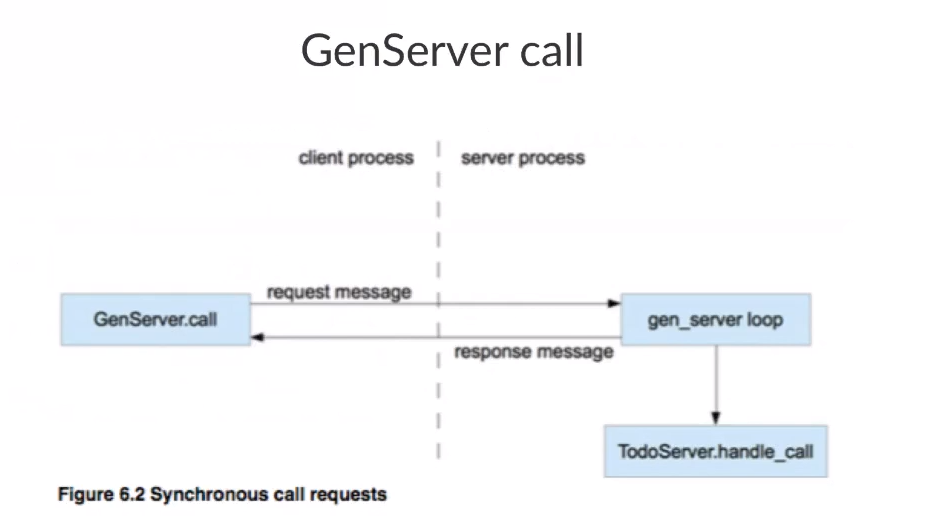 GenServer call
client process
server process
request message
GenServer.call
gen_server loop
response message
TodoServer.handle_call
Figure 6.2 Synchronous call requests